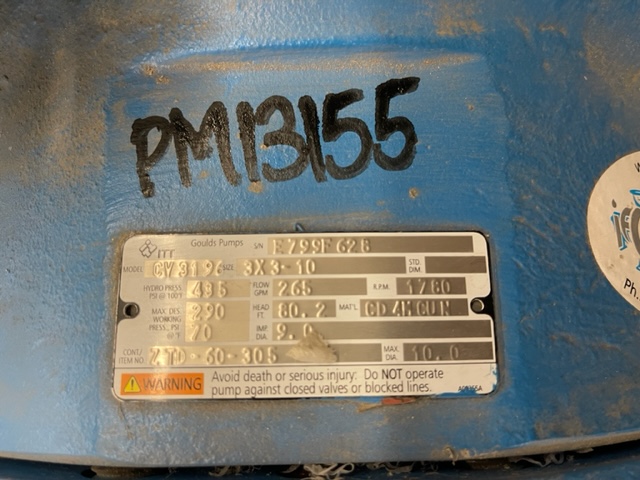 PM13155
ITT Goulds Pumps S/N E799F628
MODEL CV3196 SIZE 3X3-10 STD. DIM.
HYDRO PRESS. PSI @ 100°F 495 FLOW GPM 265 R.P.M. 1780
MAX. DES. WORKING PRESS., PSI 290 HEAD FT. 80.2 MAT'L. CD4MCUN
@ °F 70 IMP. DIA. 9.0
CONT./ ITEM NO. ZTD-60-305 MAX. DIA. 10.0
WARNING Avoid death or serious injury: Do NOT operate
pump against closed valves or blocked lines.
Ph.